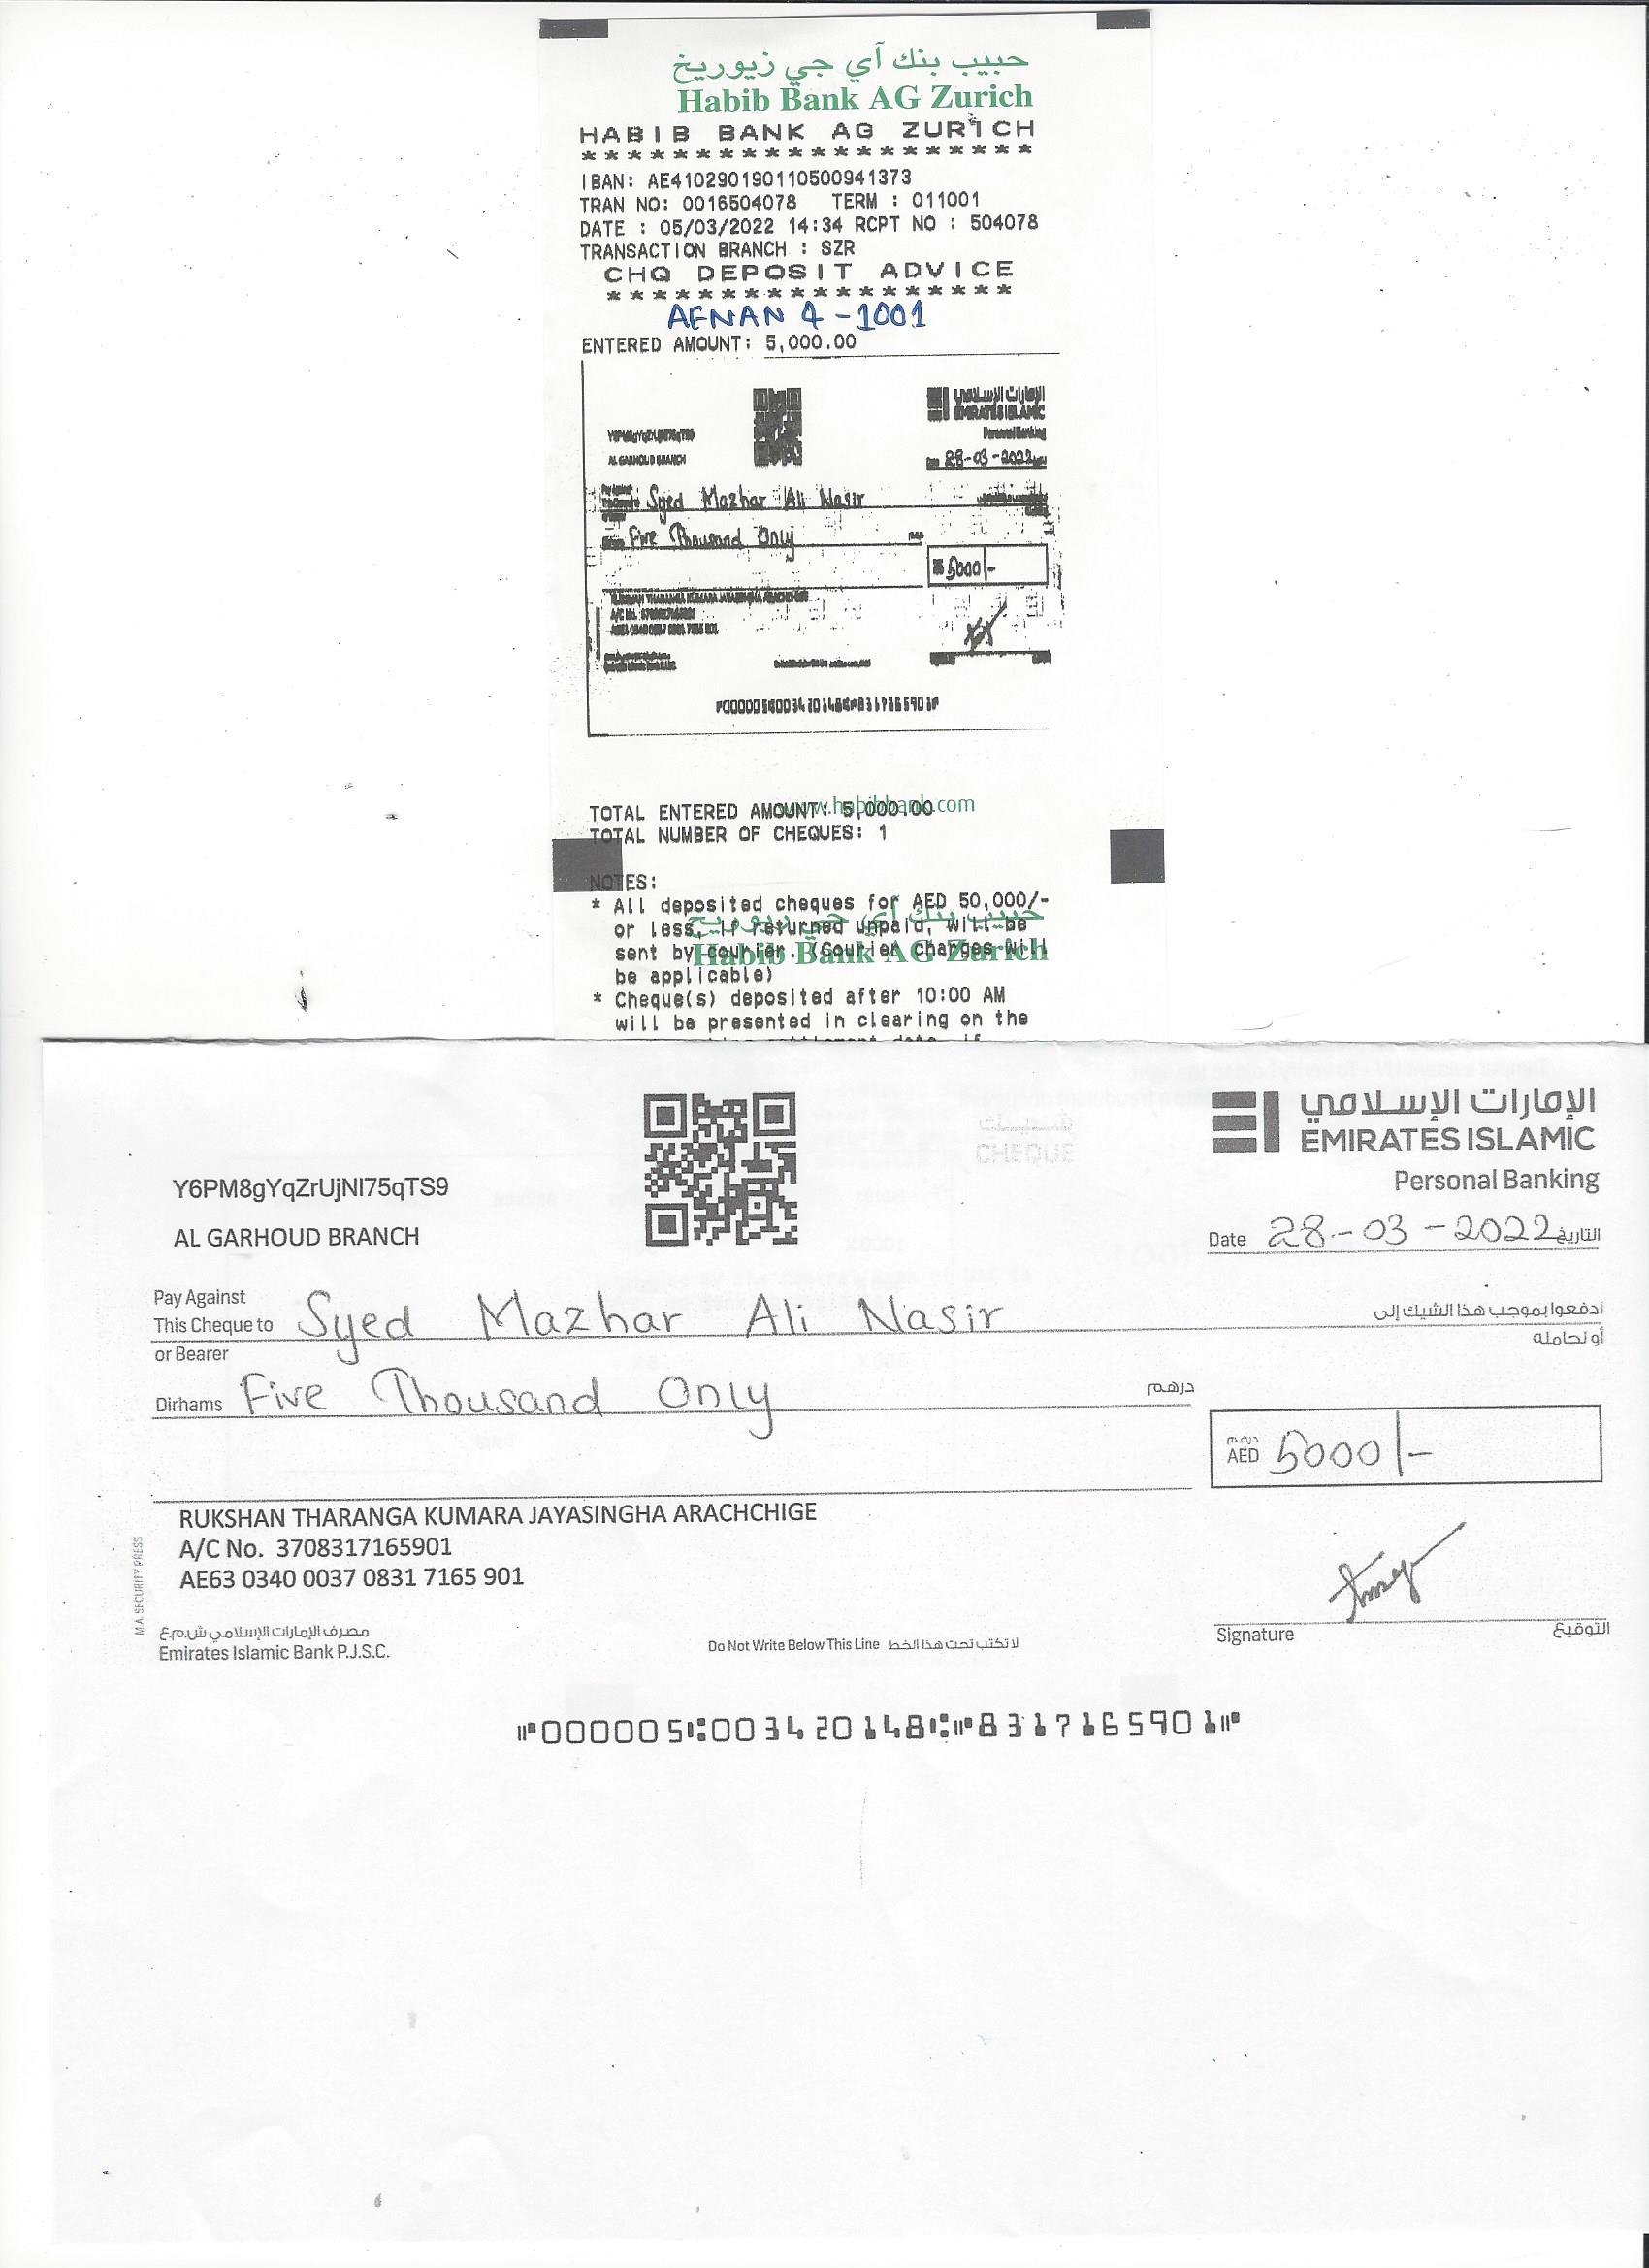 حبيب بنك آي جي زيوريخ
Habib Bank AG Zurich
HABIB BANK AG ZURICH
* * * * * * * * * * * * * * * * * * * *
IBAN: AE410290190110500941373
TRAN NO: 0016504078 TERM : 011001
DATE : 05/03/2022 14:34 RCPT NO : 504078
TRANSACTION BRANCH : SZR
CHQ DEPOSIT ADVICE
* * * * * * * * * * * * * * * * * *
AFNAN 4 -1001
ENTERED AMOUNT: 5,000.00
الإمارات الإسلامي
EMIRATES ISLAMIC
Personal Banking
AL GARHOUD BRANCH
28-03-2022
Syed Mazhar Ali Nasir
Five Thousand Only
5000/-
www.habibbank.com
TOTAL ENTERED AMOUNT: 5,000.00
TOTAL NUMBER OF CHEQUES: 1
NOTES:
* All deposited cheques for AED 50,000/-
or less, if returned unpaid, will be
sent by courier. (Courier charges will
be applicable)
حبيب بنك آي جي زيوريخ
Habib Bank AG Zurich
* Cheque(s) deposited after 10:00 AM
will be presented in clearing on the
CHEQUE
الإمارات الإسلامي
EMIRATES ISLAMIC
Personal Banking
Y6PM8gYqZrUjNI75qTS9
AL GARHOUD BRANCH
Date 28-03-2022 التاريخ
Pay Against
This Cheque to Syed Mazhar Ali Nasir ادفعوا بموجب هذا الشيك إلى
or Bearer أو لحامله
Dirhams Five Thousand Only درهم
درهم
AED 5000/-
RUKSHAN THARANGA KUMARA JAYASINGHA ARACHCHIGE
A/C No. 3708317165901
AE63 0340 0037 0831 7165 901
M.A. SECURITY PRESS
مصرف الإمارات الإسلامي ش.م.ع
Emirates Islamic Bank P.J.S.C.
Do Not Write Below This Line لا تكتب تحت هذا الخط
Signature التوقيع
⑈000005⑆003420148⑆⑈8317165901⑈